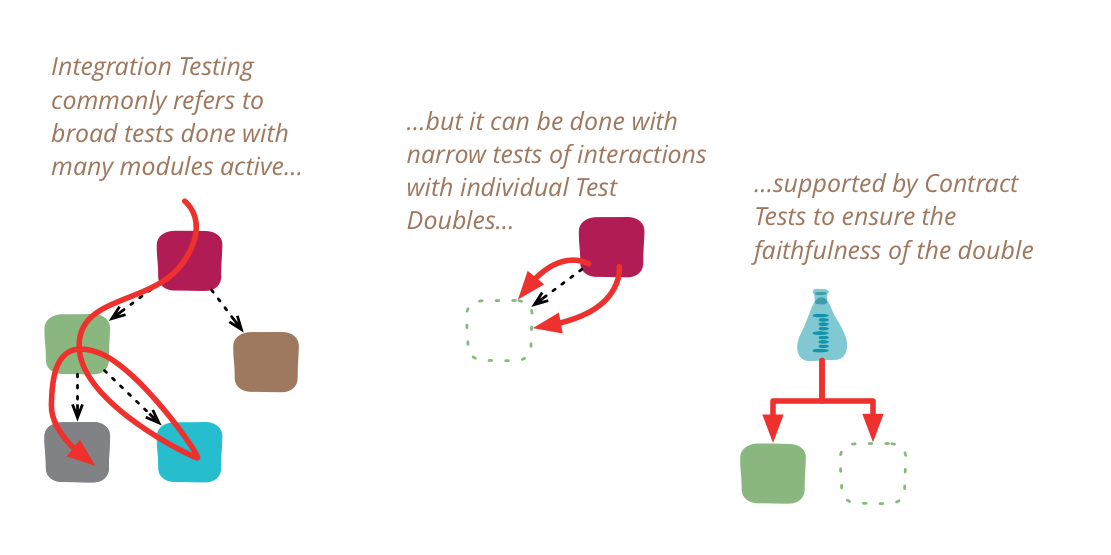 Integration Testing
commonly refers to
broad tests done with
many modules active...
...but it can be done with
narrow tests of interactions
with individual Test
Doubles...
...supported by Contract
Tests to ensure the
faithfulness of the double